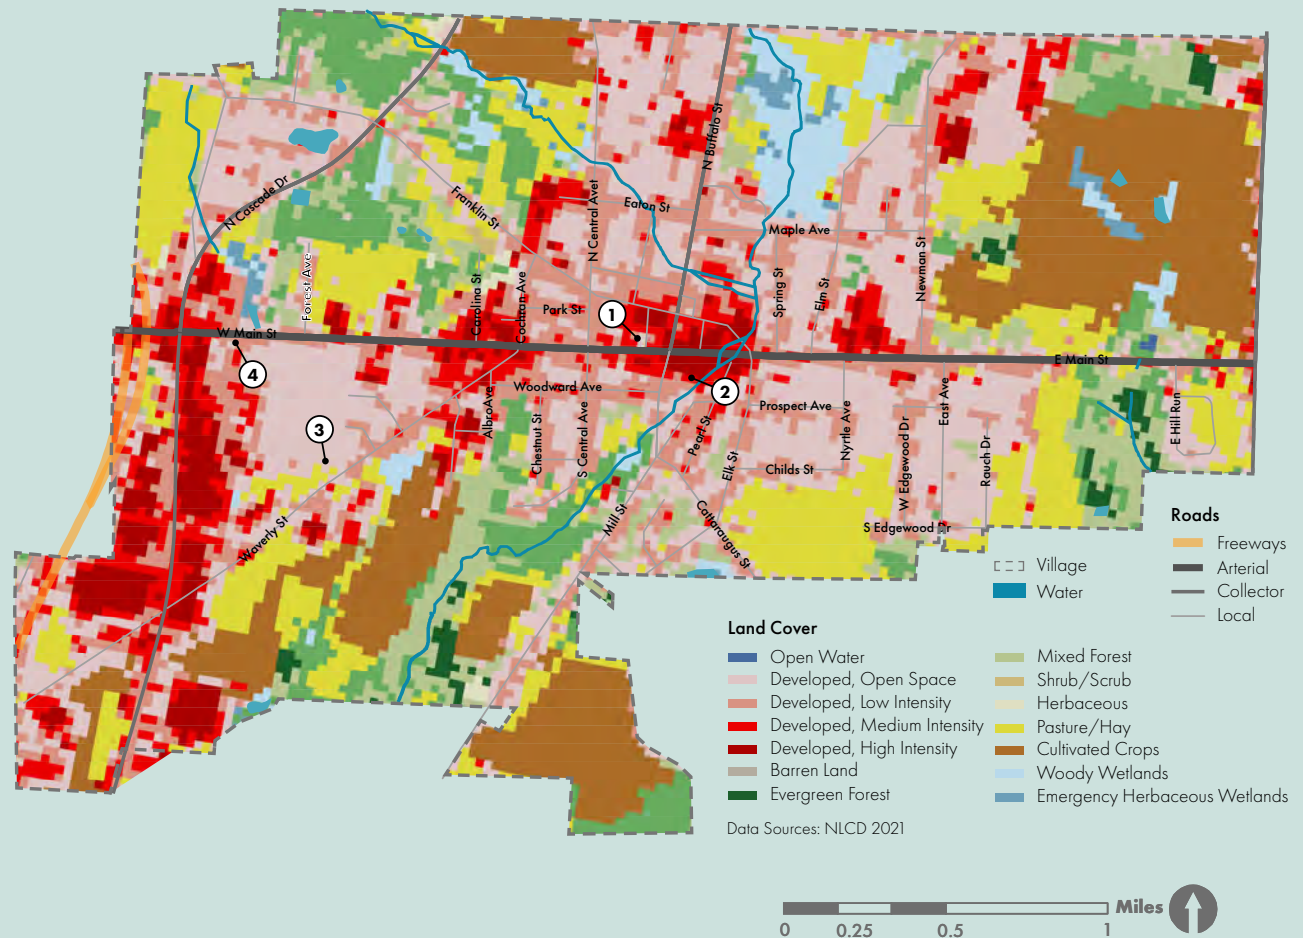 N Buffalo St
N Cascade Dr
Franklin St
N Central Avet
Eaton St
Maple Ave
Forest Ave
Carolina St
Cochran Ave
Spring St
Elm St
Newman St
Park St
1
W Main St
E Main St
4
2
3
Woodward Ave
Albro Ave
Chestnut St
S Central Ave
Prospect Ave
Pearl St
Elk St
Childs St
Myrtle Ave
W Edgewood Dr
East Ave
Rauch Dr
E Hill Run
Waverly St
Mill St
Cattaraugus St
S Edgewood Dr
Roads
Freeways
Arterial
Collector
Local
Village
Water
Land Cover
Open Water
Developed, Open Space
Developed, Low Intensity
Developed, Medium Intensity
Developed, High Intensity
Barren Land
Evergreen Forest
Mixed Forest
Shrub/Scrub
Herbaceous
Pasture/Hay
Cultivated Crops
Woody Wetlands
Emergency Herbaceous Wetlands
Data Sources: NLCD 2021
Miles
0 0.25 0.5 1